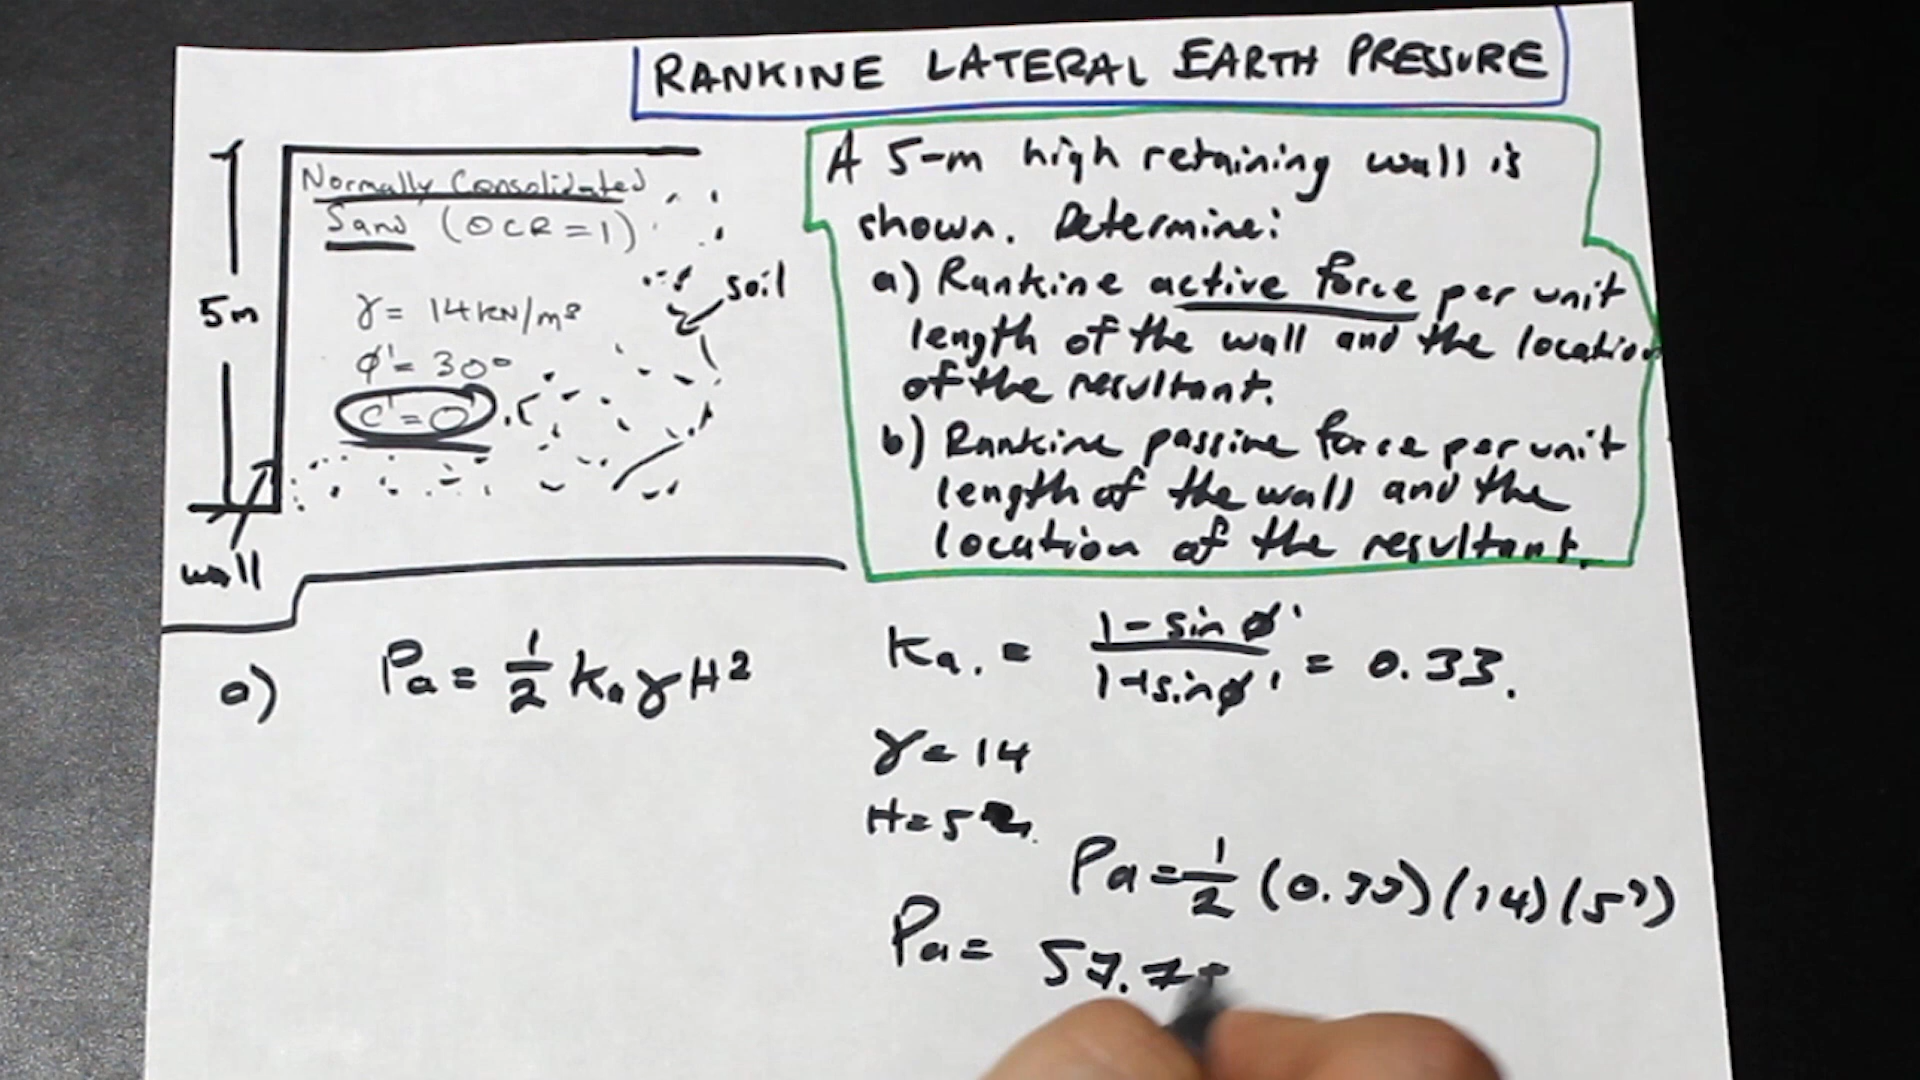 RANKINE LATERAL EARTH PRESSURE
Normally Consolidated
Sand (OCR=1)
5m
γ= 14KN/m³
φ'= 30°
c'=0
soil
wall
A 5-m high retaining wall is
shown. Determine:
a) Rankine active force per unit
length of the wall and the location
of the resultant.
b) Rankine passive force per unit
length of the wall and the
location of the resultant.
a) Pa = 1/2 Ka γ H²
Ka. = 1-sin φ' / 1+sin φ' = 0.33.
γ = 14
H=5
Pa = 1/2 (0.33)(14)(5²)
Pa = 57.7